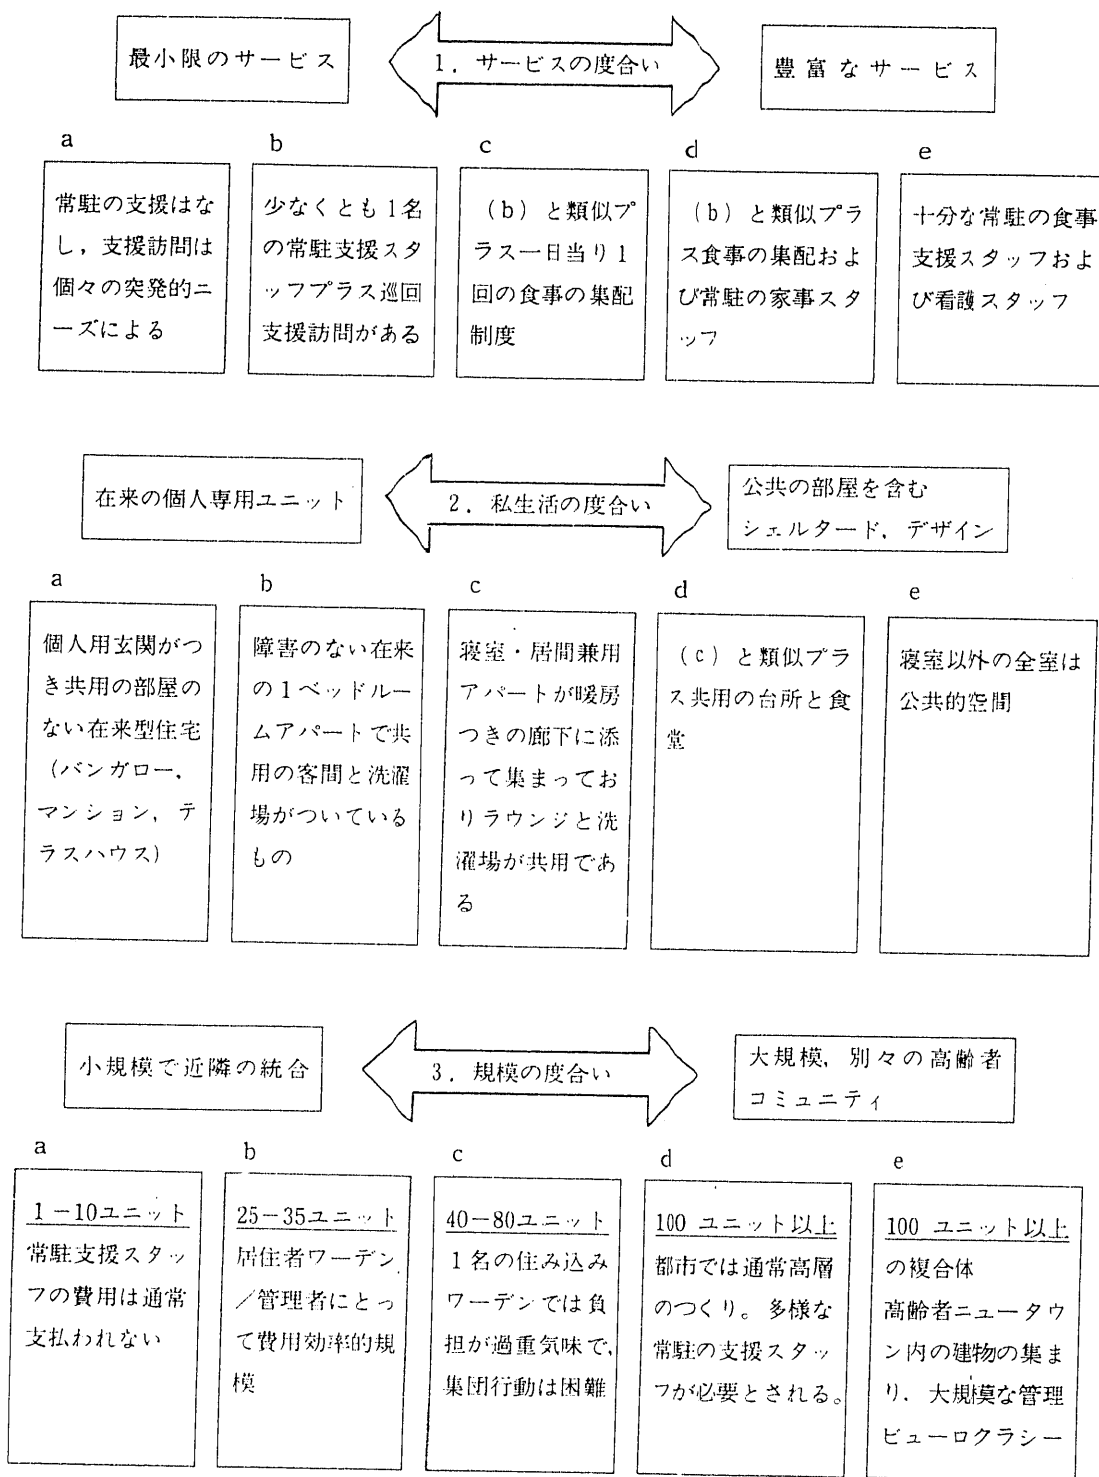 最小限のサービス
1．サービスの度合い
豊富なサービス
a
常駐の支援はな
し，支援訪問は
個々の突発的ニ
ーズによる
b
少なくとも1名
の常駐支援スタ
ッフプラス巡回
支援訪問がある
c
（b）と類似プ
ラス一日当り1
回の食事の集配
制度
d
（b）と類似プラ
ス食事の集配およ
び常駐の家事スタ
ッフ
e
十分な常駐の食事
支援スタッフおよ
び看護スタッフ
在来の個人専用ユニット
2．私生活の度合い
公共の部屋を含む
シェルタード，デザイン
a
個人用玄関がつ
き共用の部屋の
ない在来型住宅
（バンガロー，
マンション，テ
ラスハウス）
b
障害のない在来
の1ベッドルー
ムアパートで共
用の客間と洗濯
場がついている
もの
c
寝室・居間兼用
アパートが暖房
つきの廊下に添
って集まってお
りラウンジと洗
濯場が共用であ
る
d
（c）と類似プラ
ス共用の台所と食
堂
e
寝室以外の全室は
公共的空間
小規模で近隣の統合
3．規模の度合い
大規模，別々の高齢者
コミュニティ
a
1－10ユニット
常駐支援スタッ
フの費用は通常
支払われない
b
25－35ユニット
居住者ワーデン
／管理者にとっ
て費用効率的規
模
c
40－80ユニット
1名の住み込み
ワーデンでは負
担が過重気味で，
集団行動は困難
d
100 ユニット以上
都市では通常高層
のつくり。多様な
常駐の支援スタッ
フが必要とされる。
e
100 ユニット以上
の複合体
高齢者ニュータウ
ン内の建物の集ま
り，大規模な管理
ビューロクラシー